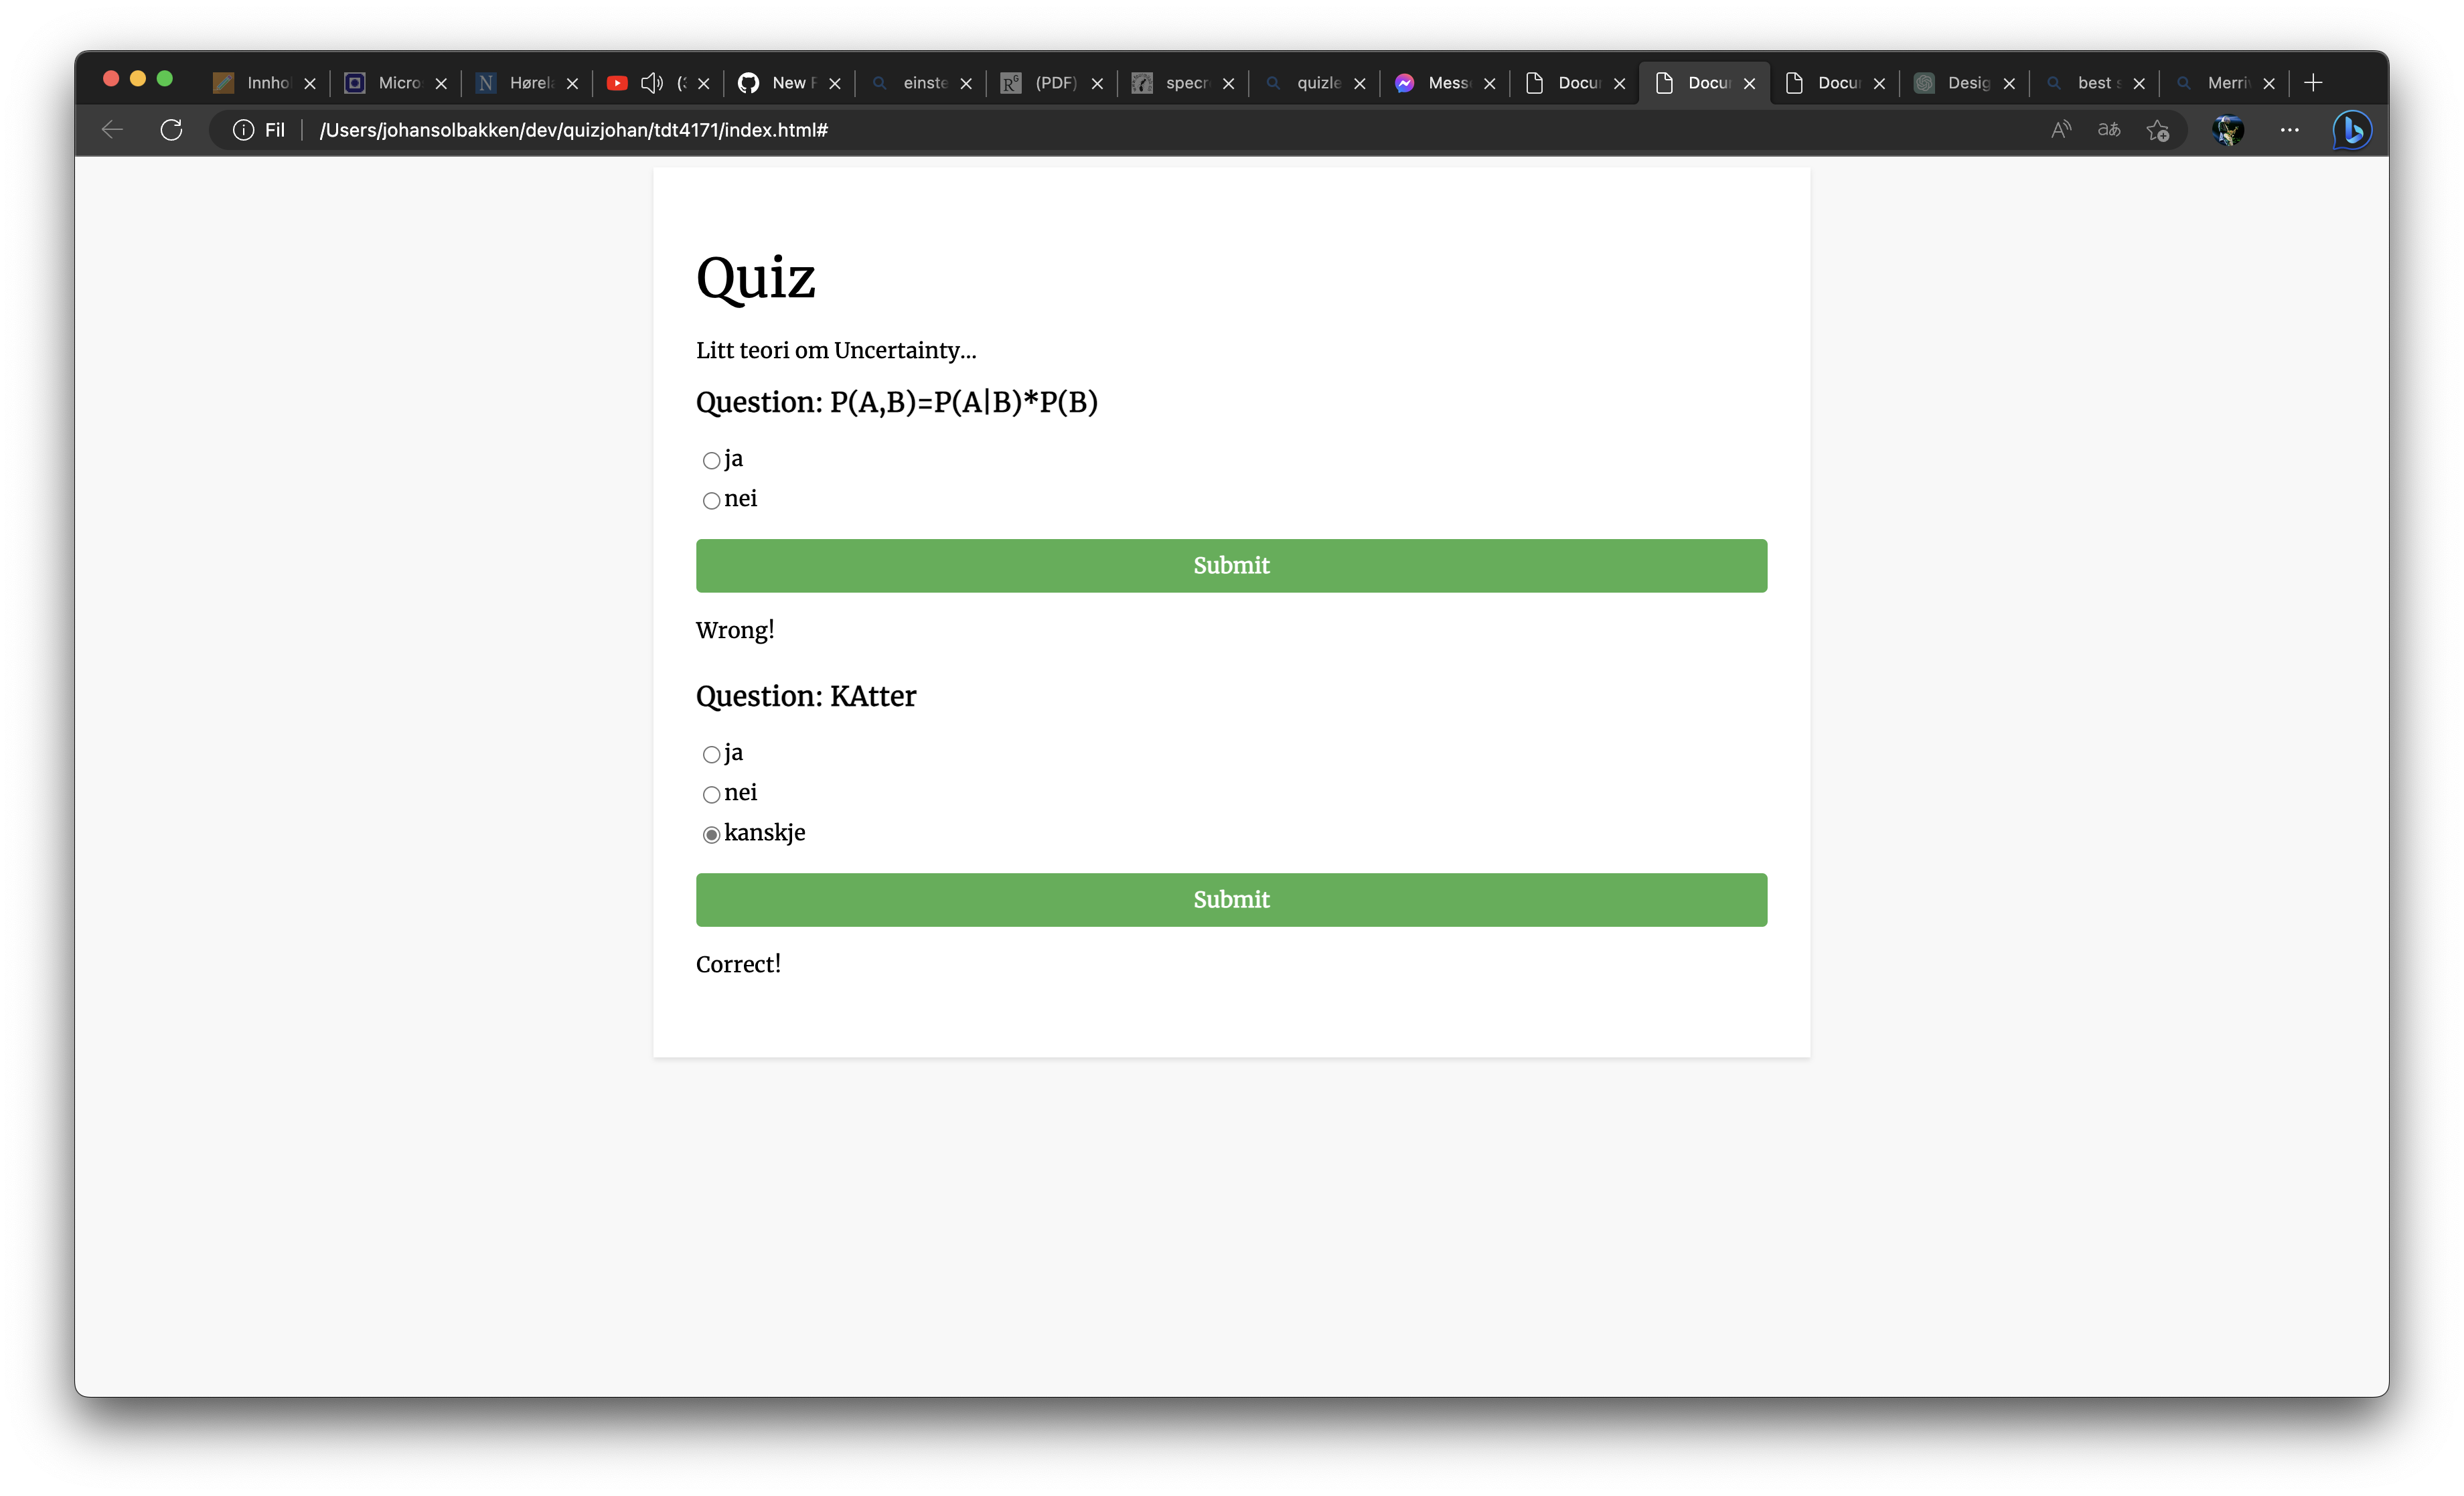 Innho Micro Hørela New einste (PDF) specr quizle Mess Docu Docu Docu Desig best Merri
Fil /Users/johansolbakken/dev/quizjohan/tdt4171/index.html#
Quiz
Litt teori om Uncertainty...
Question: P(A,B)=P(A|B)*P(B)
ja
nei
Submit
Wrong!
Question: KAtter
ja
nei
kanskje
Submit
Correct!